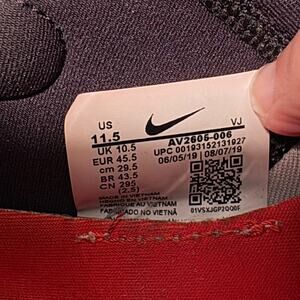 US
11.5
UK 10.5
EUR 45.5
cm 29.5
BR 43.5
CN 295
(2.5)
VJ
AV2605-006
UPC 00193152131927
06/05/19 08/07/19
MADE IN VIETNAM
FABRIQUE AU VIETNAM
FABRICADO NO VIETNÃ